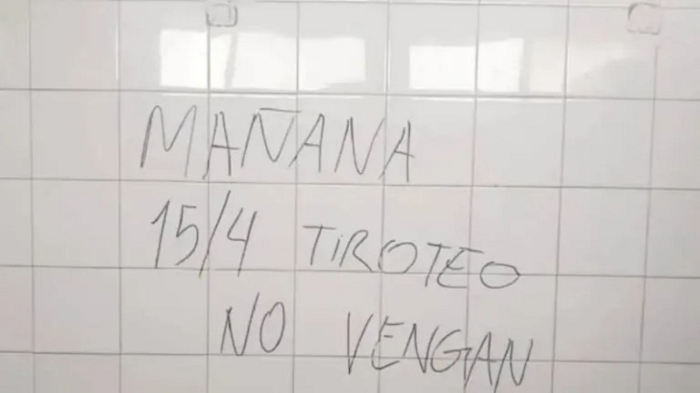 MAÑANA
15/4 TIROTEO
NO VENGAN